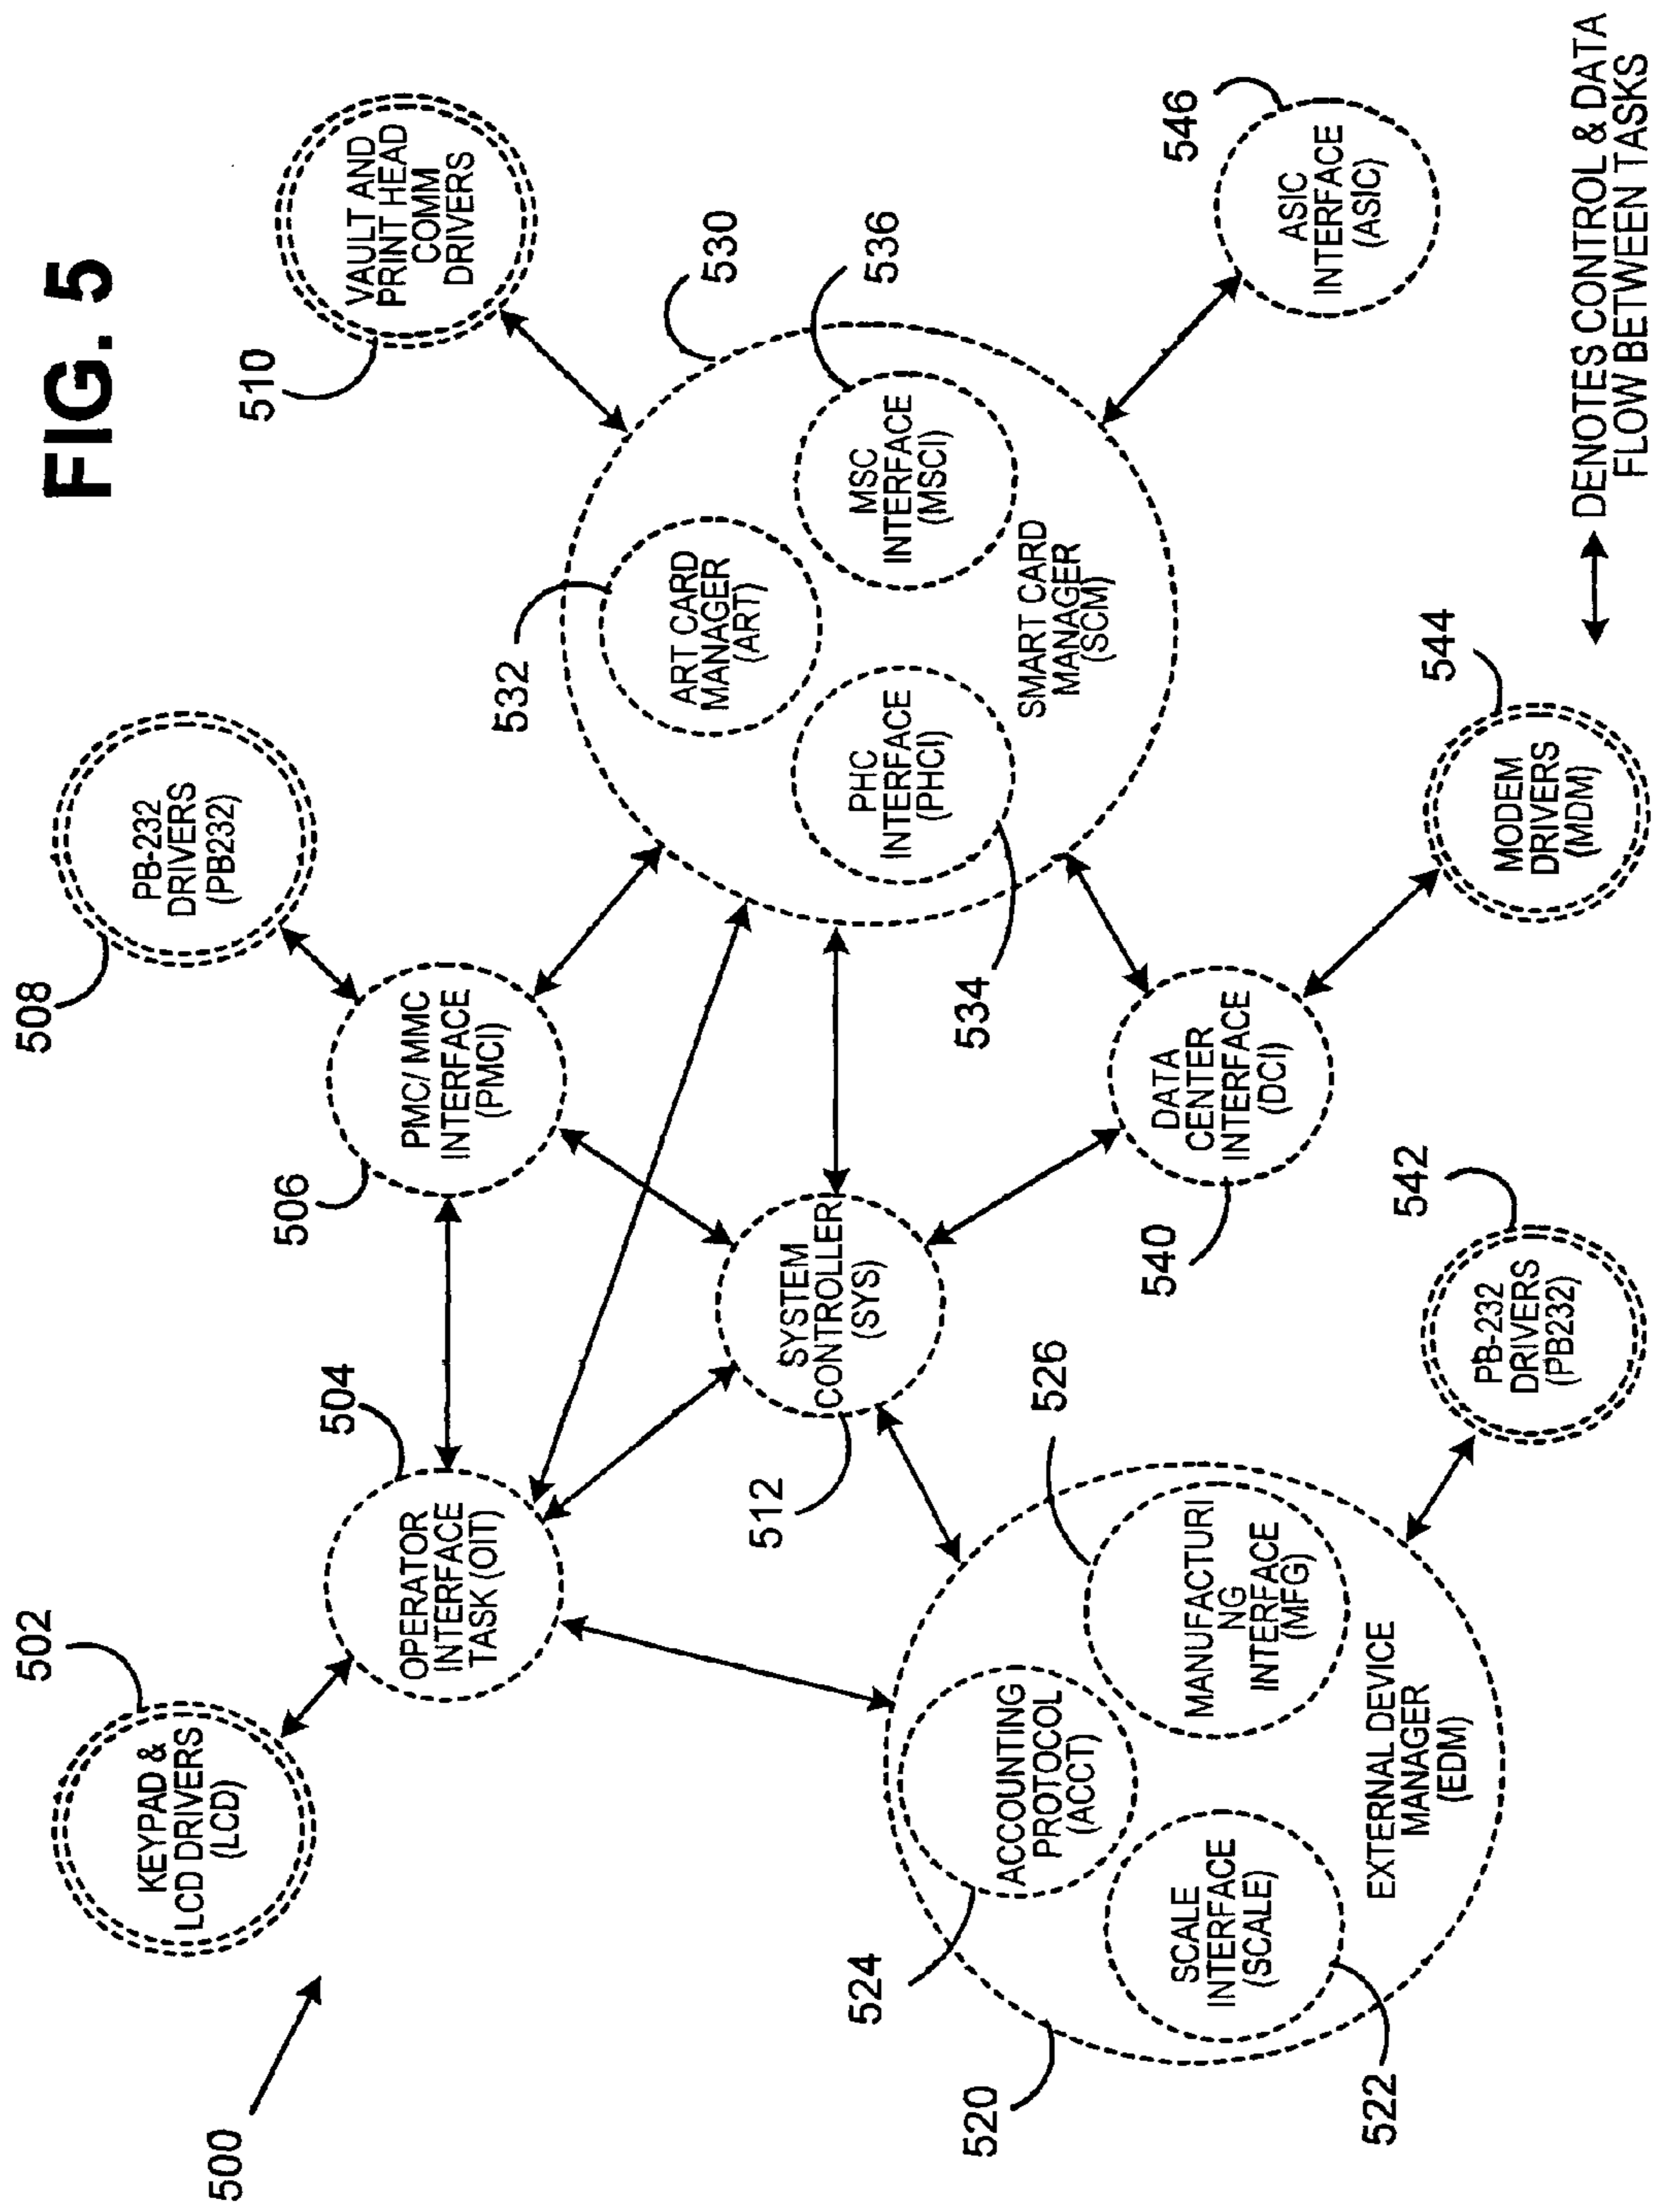 FIG. 5
500
502
KEYPAD &
LCD DRIVERS
(LCD)
508
PB-232
DRIVERS
(PB232)
510
VAULT AND
PRINT HEAD
COMM
DRIVERS
504
OPERATOR
INTERFACE
TASK (OIT)
506
PMC/ MMC
INTERFACE
(PMCI)
530
532
ART CARD
MANAGER
(ART)
534
PHC
INTERFACE
(PHCI)
536
MSC
INTERFACE
(MSCI)
SMART CARD
MANAGER
(SCM)
512
SYSTEM
CONTROLLER
(SYS)
520
524
ACCOUNTING
PROTOCOL
(ACCT)
522
SCALE
INTERFACE
(SCALE)
526
MANUFACTURI
NG
INTERFACE
(MFG)
EXTERNAL DEVICE
MANAGER
(EDM)
540
DATA
CENTER
INTERFACE
(DCI)
546
ASIC
INTERFACE
(ASIC)
542
PB-232
DRIVERS
(PB232)
544
MODEM
DRIVERS
(MDM)
DENOTES CONTROL & DATA
FLOW BETWEEN TASKS